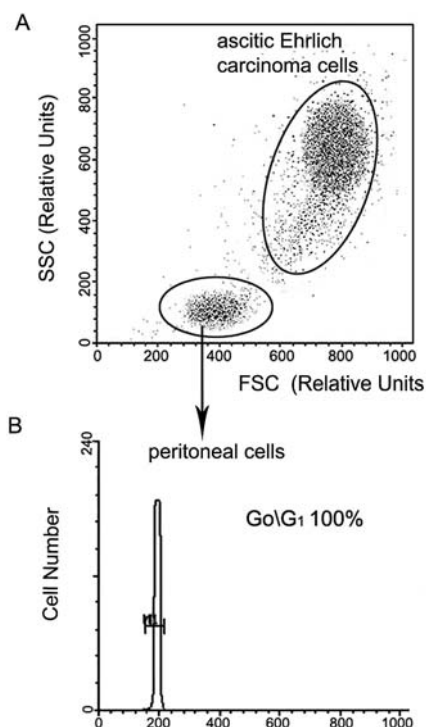 A
ascitic Ehrlich
carcinoma cells
SSC (Relative Units)
0 200 400 600 800 1000
0 200 400 600 800 1000
FSC (Relative Units
B
peritoneal cells
Go\G₁ 100%
Cell Number
0 240
0 200 400 600 800 1000